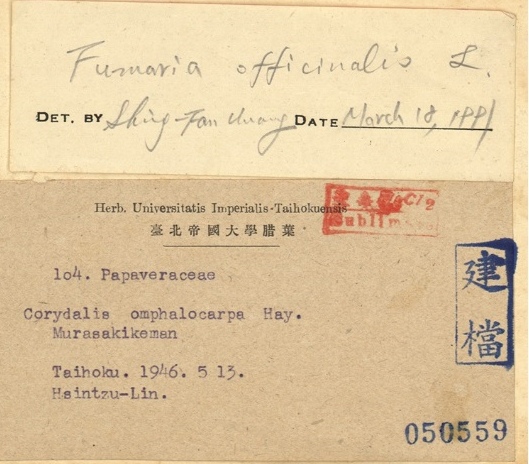 Fumaria officinalis L.
DET. BY Shing-Fan Huang DATE March 18, 1991
Herb. Universitatis Imperialis-Taihokuensis
臺北帝國大學腊葉
HgCl2
Sublimate
104. Papaveraceae
Corydalis omphalocarpa Hay.
Murasakikeman
Taihoku. 1946. 5 13.
Hsintzu-Lin.
建檔
050559